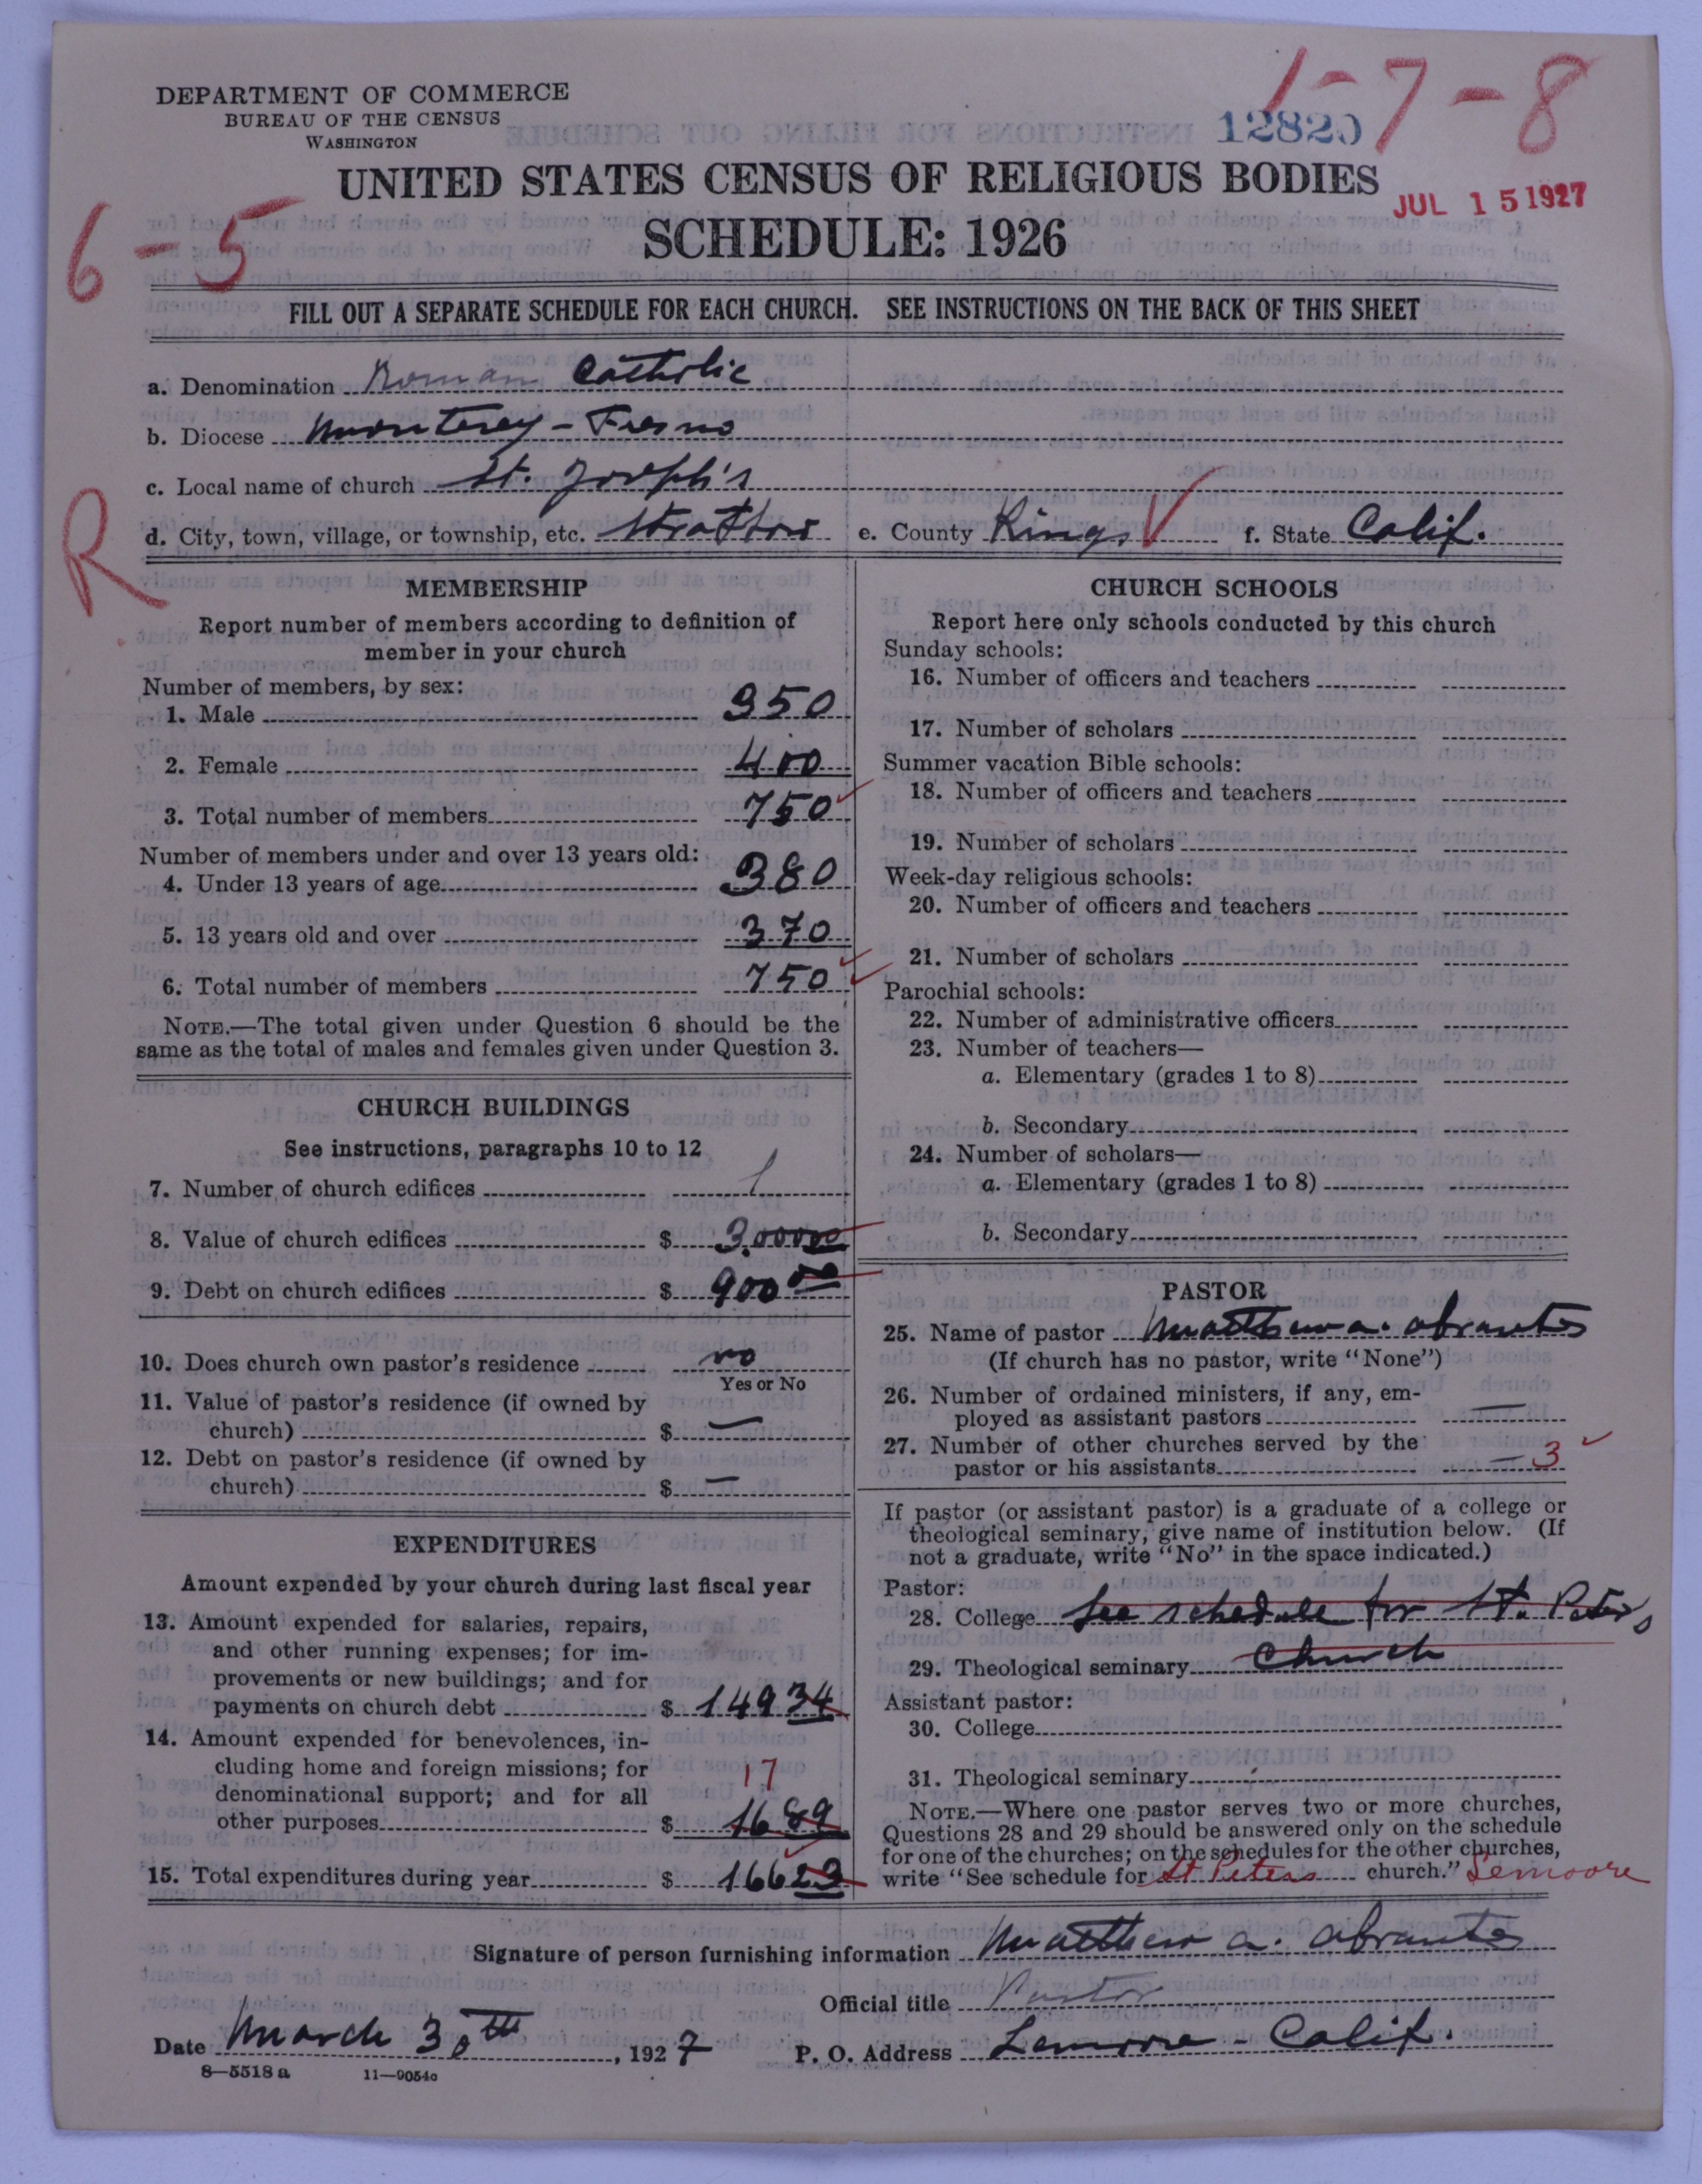 1-7-8
DEPARTMENT OF COMMERCE
BUREAU OF THE CENSUS
WASHINGTON
12820
UNITED STATES CENSUS OF RELIGIOUS BODIES
JUL 15 1927
6-5
SCHEDULE: 1926
FILL OUT A SEPARATE SCHEDULE FOR EACH CHURCH. SEE INSTRUCTIONS ON THE BACK OF THIS SHEET
a. Denomination Roman Catholic
b. Diocese Monterey - Fresno
c. Local name of church St. Joseph's
R
d. City, town, village, or township, etc. e. County Kings V f. State Calif.
MEMBERSHIP
Report number of members according to definition of
member in your church
Number of members, by sex:
1. Male 350
2. Female 400
3. Total number of members 750
Number of members under and over 13 years old:
4. Under 13 years of age 380
5. 13 years old and over 370
6. Total number of members 750
NOTE.—The total given under Question 6 should be the
same as the total of males and females given under Question 3.
CHURCH BUILDINGS
See instructions, paragraphs 10 to 12
7. Number of church edifices 1
8. Value of church edifices $ 3,00000
9. Debt on church edifices $ 900 00
10. Does church own pastor's residence no
Yes or No
11. Value of pastor's residence (if owned by
church) $ —
12. Debt on pastor's residence (if owned by
church) $ —
EXPENDITURES
Amount expended by your church during last fiscal year
13. Amount expended for salaries, repairs,
and other running expenses; for im-
provements or new buildings; and for
payments on church debt $ 149 34
14. Amount expended for benevolences, in-
cluding home and foreign missions; for
denominational support; and for all
17
other purposes $ 16 89
15. Total expenditures during year $ 166 23
CHURCH SCHOOLS
Report here only schools conducted by this church
Sunday schools:
16. Number of officers and teachers
17. Number of scholars
Summer vacation Bible schools:
18. Number of officers and teachers
19. Number of scholars
Week-day religious schools:
20. Number of officers and teachers
21. Number of scholars
Parochial schools:
22. Number of administrative officers
23. Number of teachers—
a. Elementary (grades 1 to 8)
b. Secondary
24. Number of scholars—
a. Elementary (grades 1 to 8)
b. Secondary
PASTOR
25. Name of pastor Matthew a. Abrantes
(If church has no pastor, write "None")
26. Number of ordained ministers, if any, em-
ployed as assistant pastors —
27. Number of other churches served by the
pastor or his assistants — 3
If pastor (or assistant pastor) is a graduate of a college or
theological seminary, give name of institution below. (If
not a graduate, write "No" in the space indicated.)
Pastor:
28. College See schedule for St. Peter's
29. Theological seminary Church
Assistant pastor:
30. College
31. Theological seminary
NOTE.—Where one pastor serves two or more churches,
Questions 28 and 29 should be answered only on the schedule
for one of the churches; on the schedules for the other churches,
write "See schedule for St Peters church." Lemoore
Signature of person furnishing information Matthew a. Abrantes
Official title Pastor
Date March 30th, 1927 P. O. Address Lemoore - Calif.
8—5518 a 11—9054a